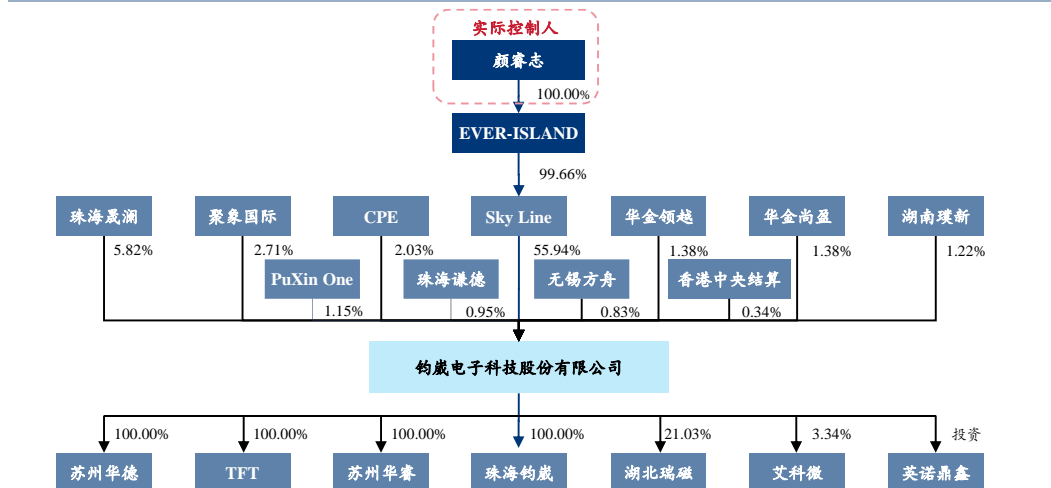 实际控制人
颜睿志
100.00%
EVER-ISLAND
99.66%
珠海晟澜
聚象国际
CPE
Sky Line
华金领越
华金尚盈
湖南璞新
5.82%
2.71%
2.03%
55.94%
1.38%
1.38%
1.22%
PuXin One
珠海谦德
无锡方舟
香港中央结算
1.15%
0.95%
0.83%
0.34%
钧崴电子科技股份有限公司
100.00%
100.00%
100.00%
100.00%
21.03%
3.34%
投资
苏州华德
TFT
苏州华睿
珠海钧崴
湖北瑞磁
艾科微
英诺鼎鑫